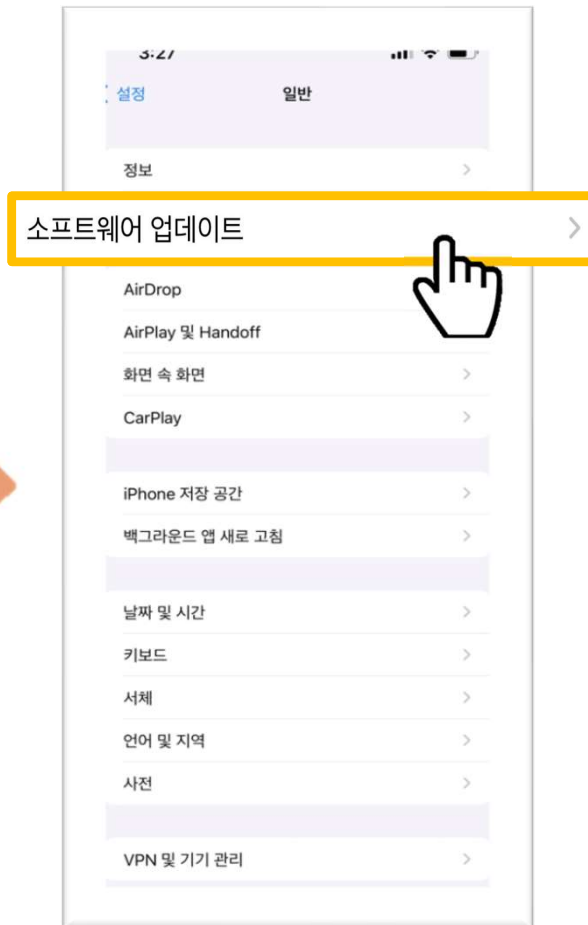 3:27
설정
일반
정보
소프트웨어 업데이트
AirDrop
AirPlay 및 Handoff
화면 속 화면
CarPlay
iPhone 저장 공간
백그라운드 앱 새로 고침
날짜 및 시간
키보드
서체
언어 및 지역
사전
VPN 및 기기 관리